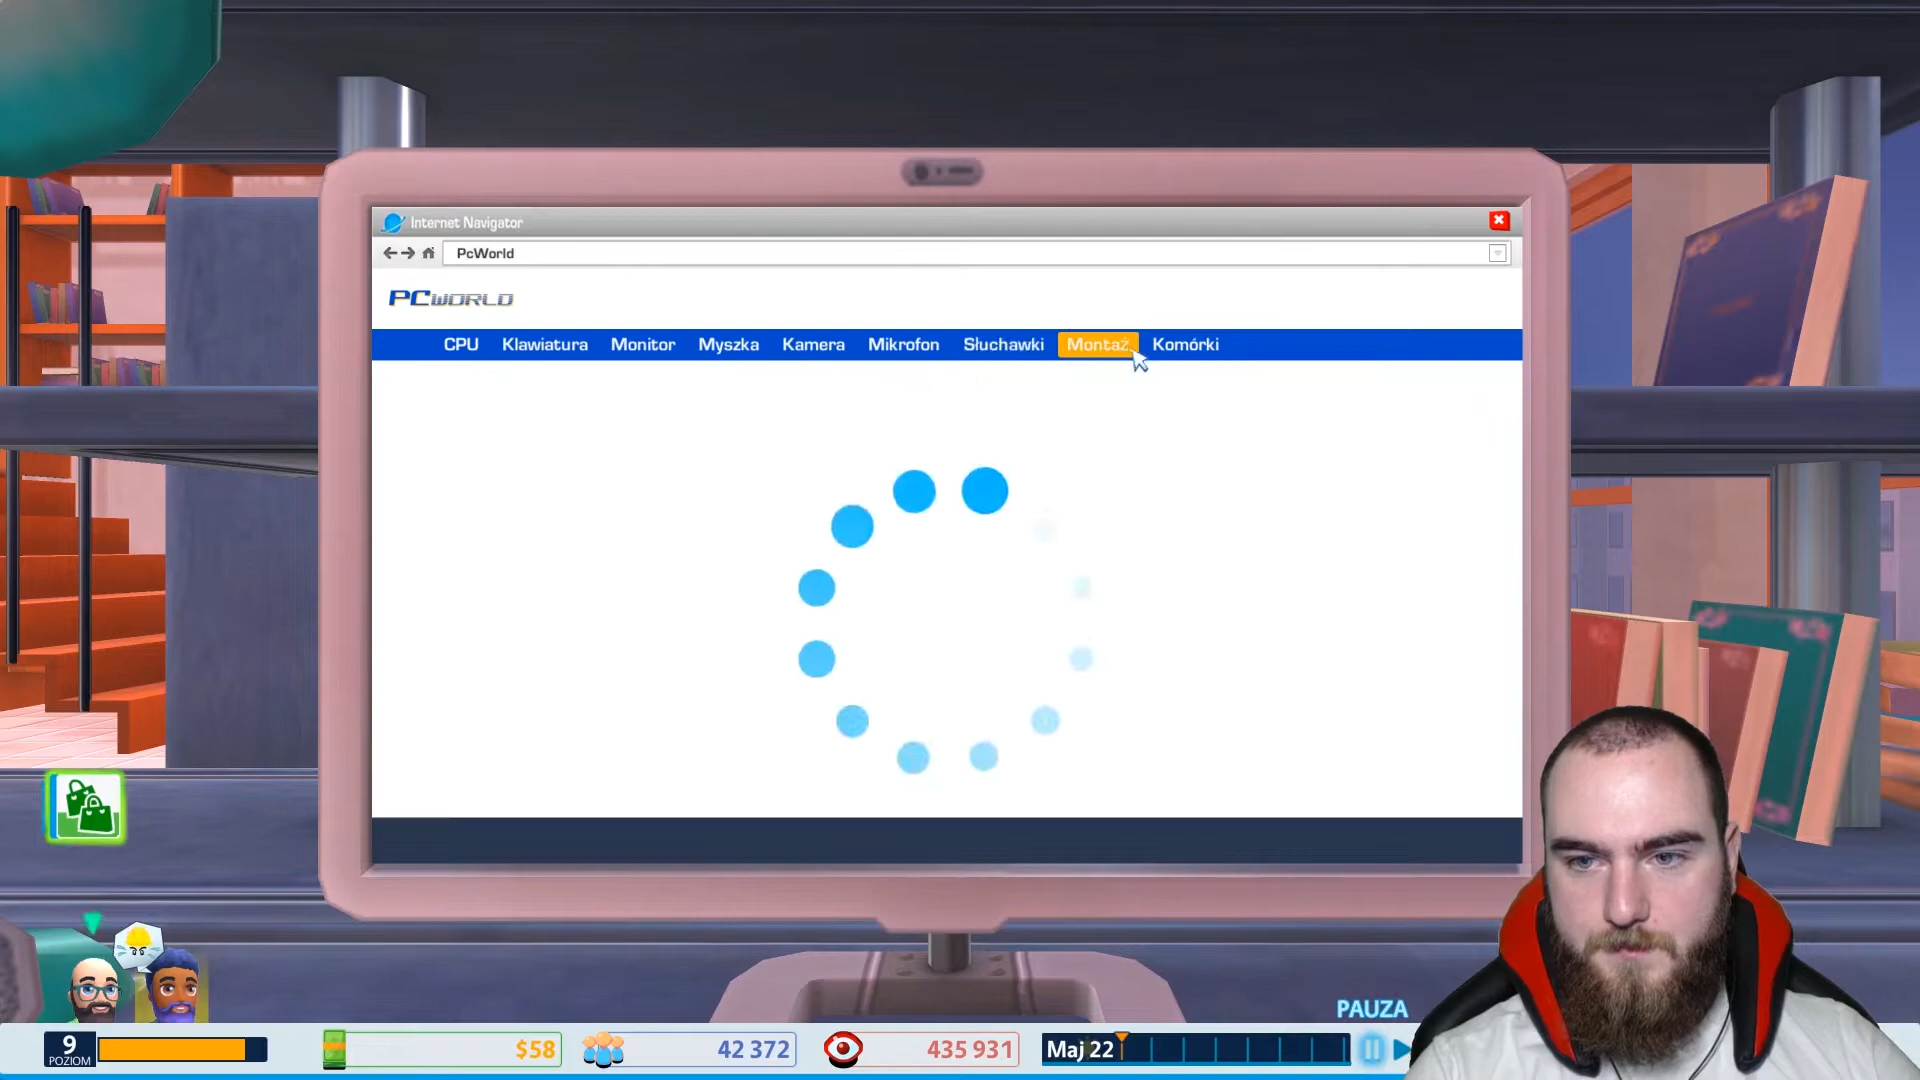 Internet Navigator
PcWorld
PCWORLD
CPU Klawiatura Monitor Myszka Kamera Mikrofon Słuchawki Montaż Komórki
PAUZA
9
POZIOM
$58
42 372
435 931
Maj 22